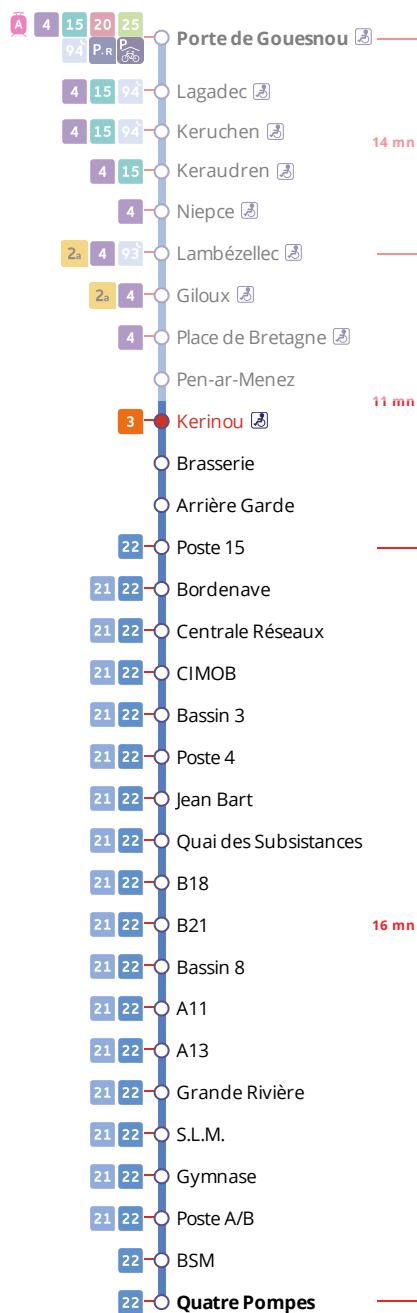 A 4 15 20 25
94 P+R P Porte de Gouesnou
4 15 94 Lagadec
4 15 94 Keruchen
14 mn
4 15 Keraudren
4 Niepce
2a 4 93 Lambézellec
2a 4 Giloux
4 Place de Bretagne
Pen-ar-Menez
11 mn
3 Kerinou
Brasserie
Arrière Garde
22 Poste 15
21 22 Bordenave
21 22 Centrale Réseaux
21 22 CIMOB
21 22 Bassin 3
21 22 Poste 4
21 22 Jean Bart
21 22 Quai des Subsistances
21 22 B18
21 22 B21
16 mn
21 22 Bassin 8
21 22 A11
21 22 A13
21 22 Grande Rivière
21 22 S.L.M.
21 22 Gymnase
21 22 Poste A/B
22 BSM
22 Quatre Pompes